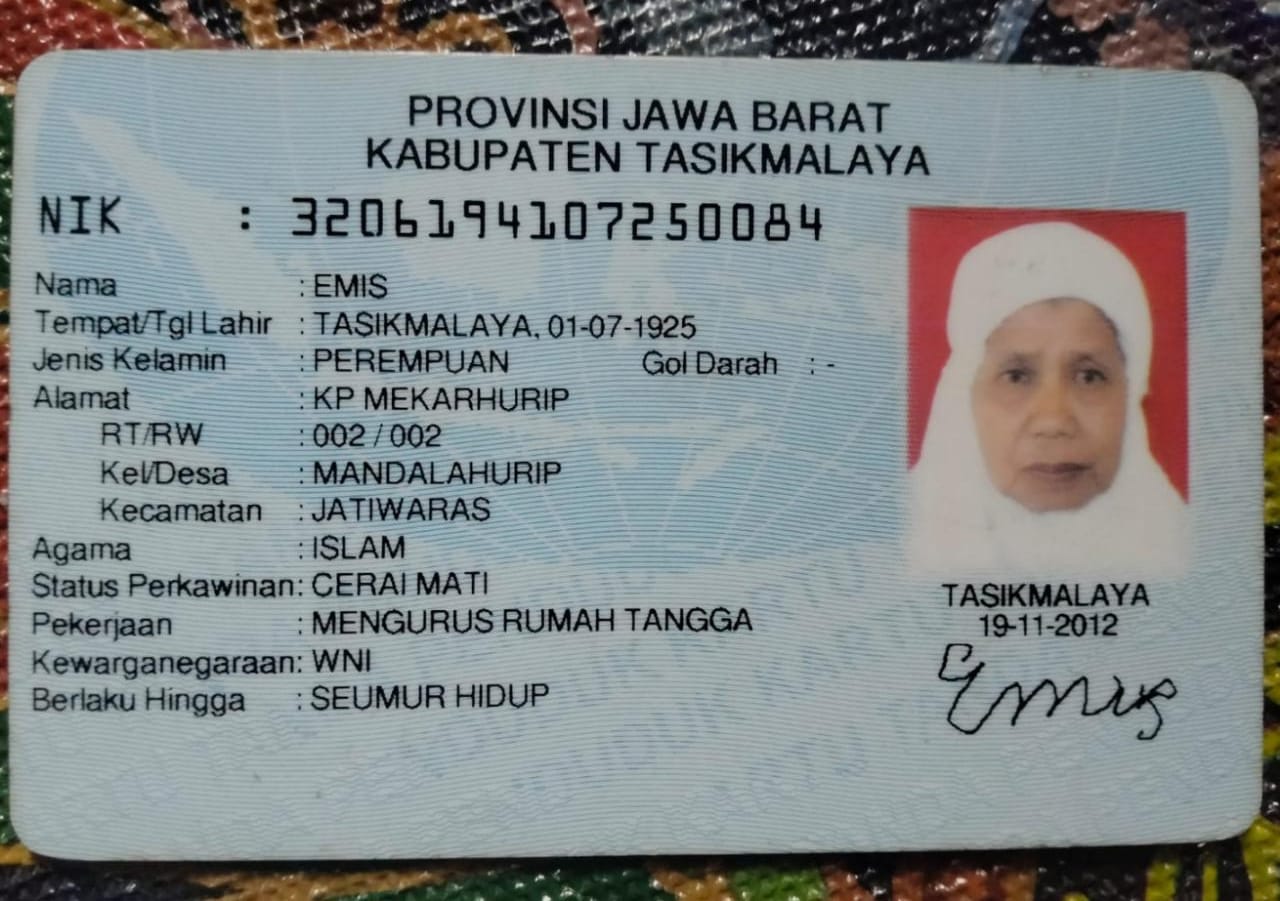 PROVINSI JAWA BARAT
KABUPATEN TASIKMALAYA
NIK : 3206194107250084
Nama : EMIS
Tempat/Tgl Lahir : TASIKMALAYA, 01-07-1925
Jenis Kelamin : PEREMPUAN Gol Darah : -
Alamat : KP MEKARHURIP
RT/RW : 002 / 002
Kel/Desa : MANDALAHURIP
Kecamatan : JATIWARAS
Agama : ISLAM
Status Perkawinan: CERAI MATI
Pekerjaan : MENGURUS RUMAH TANGGA
Kewarganegaraan: WNI
Berlaku Hingga : SEUMUR HIDUP
TASIKMALAYA
19-11-2012
Emis